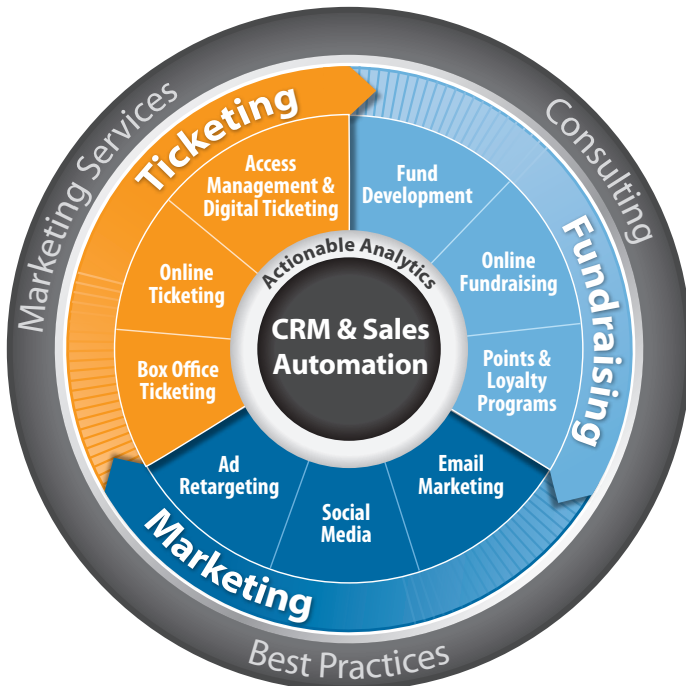 Marketing Services
Consulting
Best Practices
Ticketing
Fundraising
Marketing
Access
Management &
Digital Ticketing
Online
Ticketing
Box Office
Ticketing
Fund
Development
Online
Fundraising
Points &
Loyalty
Programs
Email
Marketing
Social
Media
Ad
Retargeting
Actionable Analytics
CRM & Sales
Automation